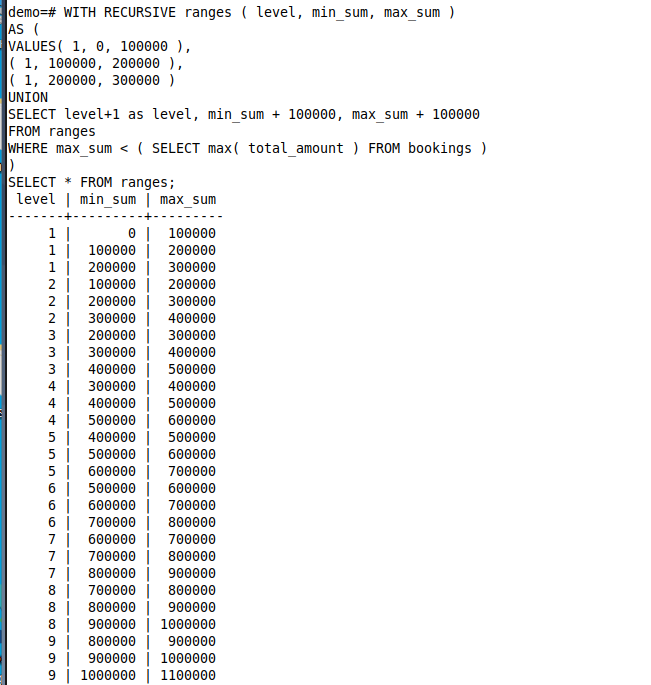 demo=# WITH RECURSIVE ranges ( level, min_sum, max_sum )
AS (
VALUES( 1, 0, 100000 ),
( 1, 100000, 200000 ),
( 1, 200000, 300000 )
UNION
SELECT level+1 as level, min_sum + 100000, max_sum + 100000
FROM ranges
WHERE max_sum < ( SELECT max( total_amount ) FROM bookings )
)
SELECT * FROM ranges;
 level | min_sum | max_sum
-------+---------+---------
     1 |       0 |  100000
     1 |  100000 |  200000
     1 |  200000 |  300000
     2 |  100000 |  200000
     2 |  200000 |  300000
     2 |  300000 |  400000
     3 |  200000 |  300000
     3 |  300000 |  400000
     3 |  400000 |  500000
     4 |  300000 |  400000
     4 |  400000 |  500000
     4 |  500000 |  600000
     5 |  400000 |  500000
     5 |  500000 |  600000
     5 |  600000 |  700000
     6 |  500000 |  600000
     6 |  600000 |  700000
     6 |  700000 |  800000
     7 |  600000 |  700000
     7 |  700000 |  800000
     7 |  800000 |  900000
     8 |  700000 |  800000
     8 |  800000 |  900000
     8 |  900000 | 1000000
     9 |  800000 |  900000
     9 |  900000 | 1000000
     9 | 1000000 | 1100000